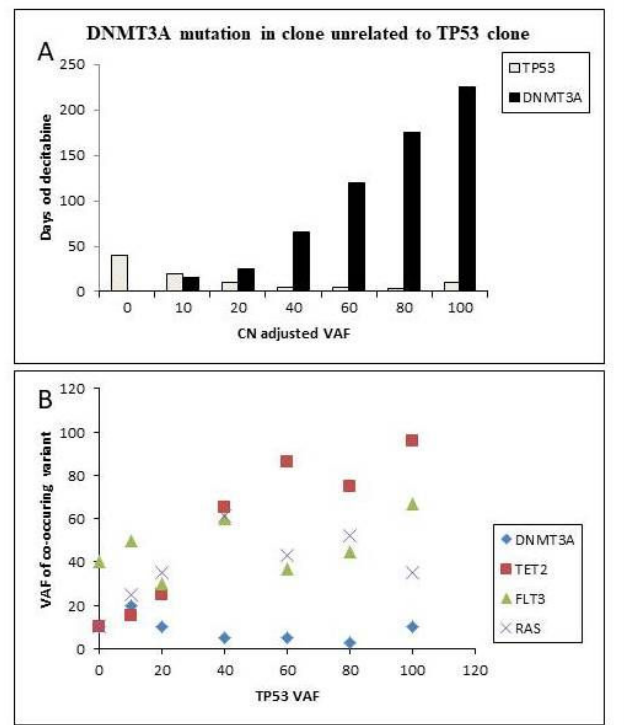 DNMT3A mutation in clone unrelated to TP53 clone
A
250
200
150
100
50
0
Days od decitabine
0 10 20 40 60 80 100
CN adjusted VAF
TP53
DNMT3A
B
120
100
80
60
40
20
0
VAF of co-occuring variant
0 20 40 60 80 100 120
TP53 VAF
DNMT3A
TET2
FLT3
RAS